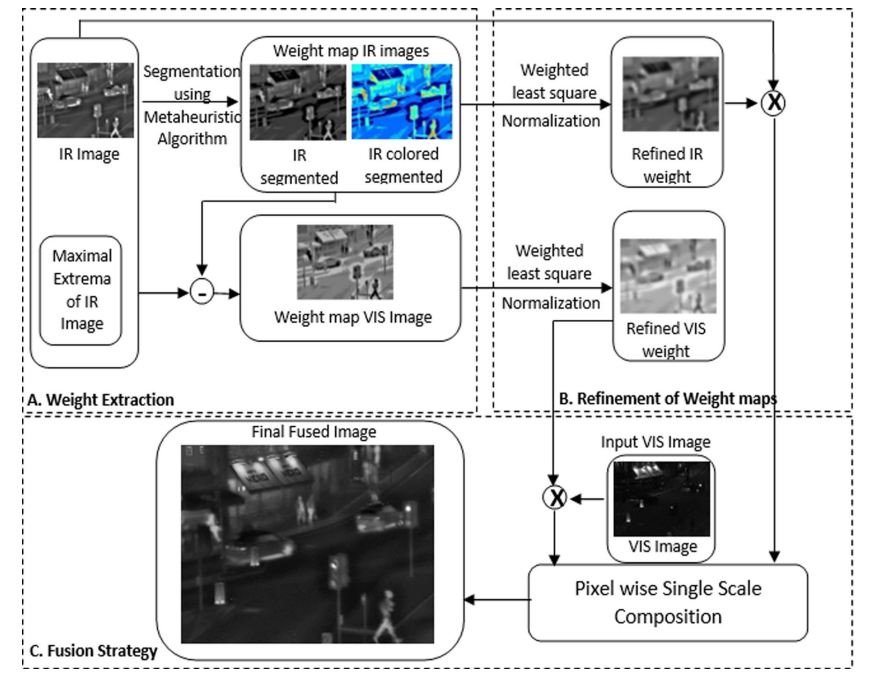 Weight map IR images
Segmentation
using
Metaheuristic
Algorithm
IR Image
IR
segmented
IR colored
segmented
Weighted
least square
Normalization
Refined IR
weight
X
Maximal
Extrema
of IR
Image
-
Weight map VIS Image
Weighted
least square
Normalization
Refined VIS
weight
A. Weight Extraction
B. Refinement of Weight maps
Final Fused Image
Input VIS Image
X
VIS Image
Pixel wise Single Scale
Composition
C. Fusion Strategy